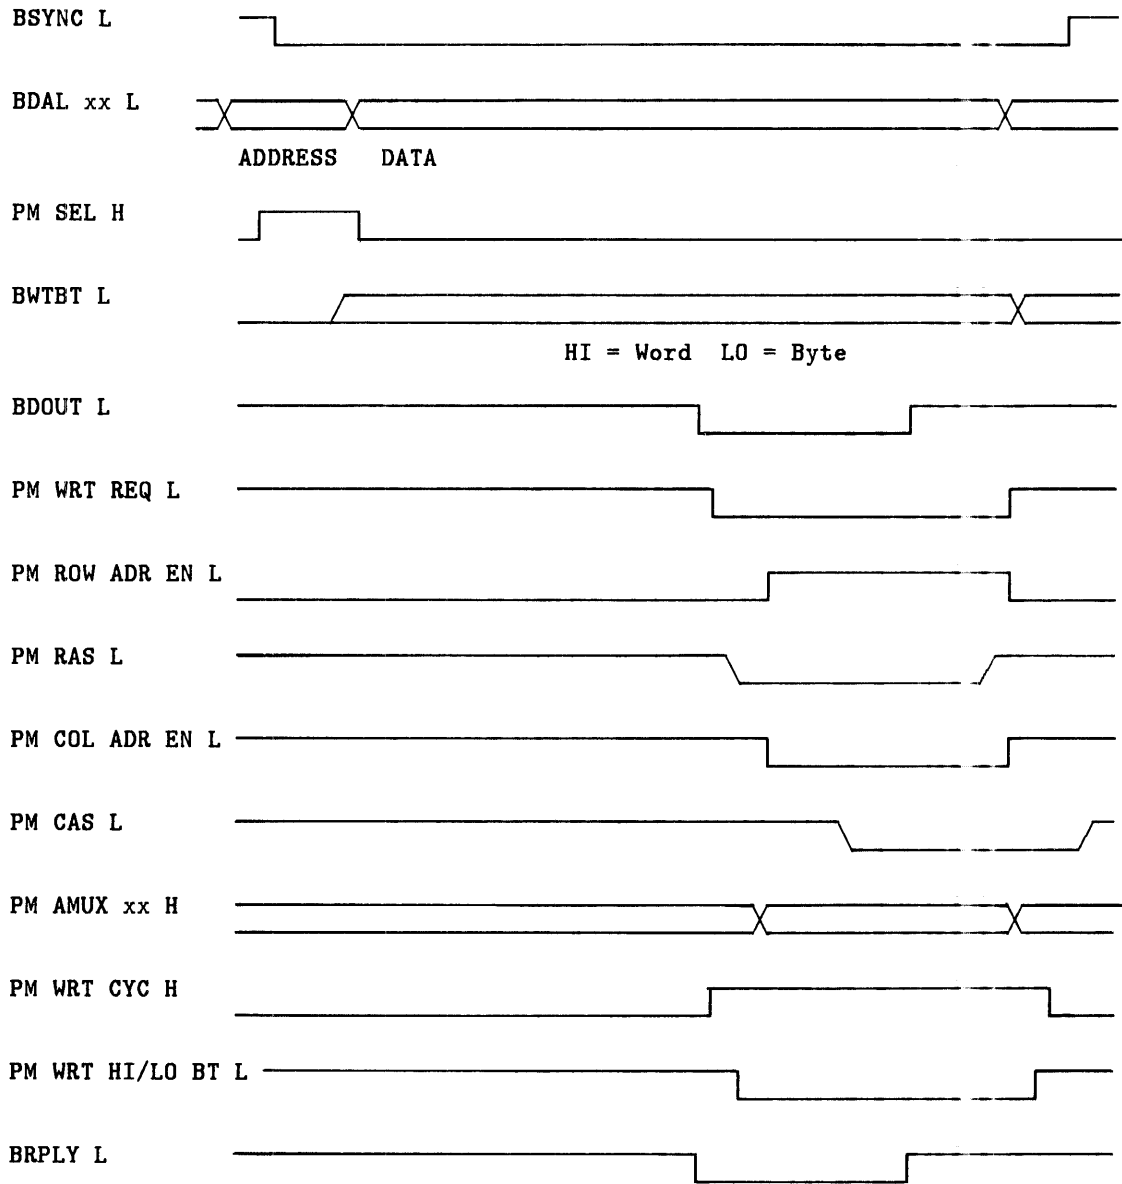 BSYNC L
BDAL xx L
ADDRESS DATA
PM SEL H
BWTBT L
HI = Word LO = Byte
BDOUT L
PM WRT REQ L
PM ROW ADR EN L
PM RAS L
PM COL ADR EN L
PM CAS L
PM AMUX xx H
PM WRT CYC H
PM WRT HI/LO BT L
BRPLY L